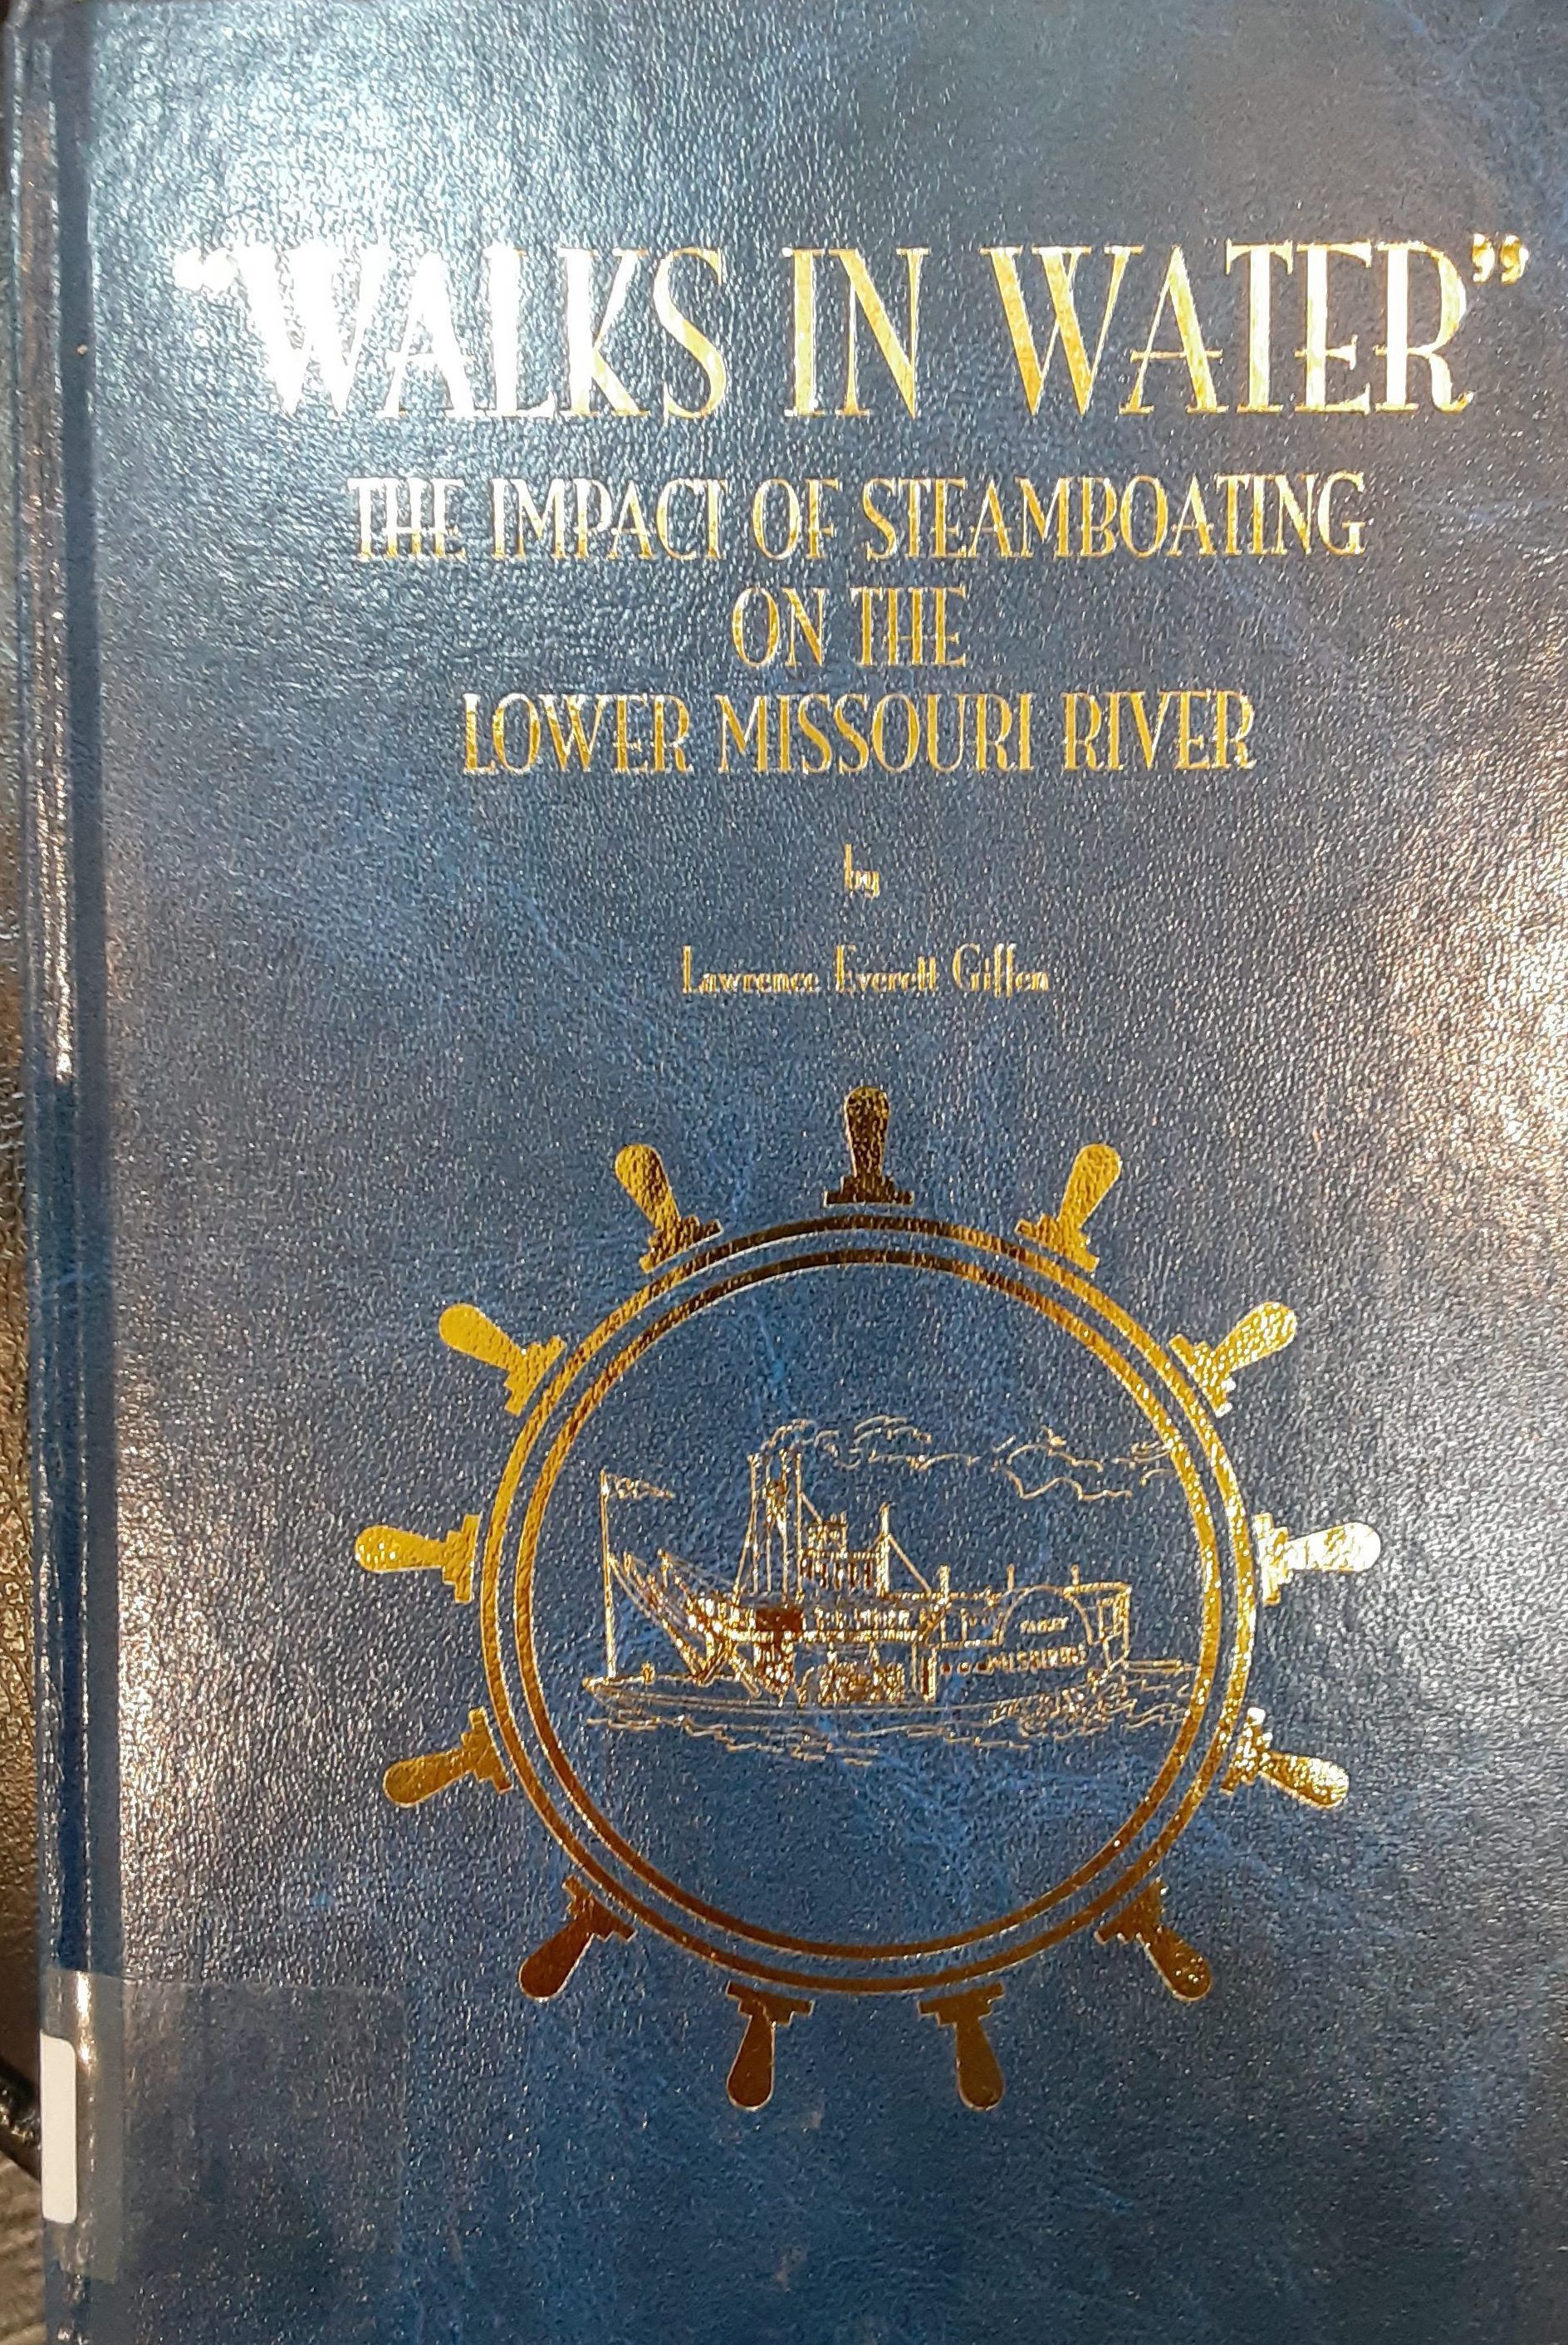 “WALKS IN WATER”
THE IMPACT OF STEAMBOATING
ON THE
LOWER MISSOURI RIVER
by
Lawrence Everett Giffen